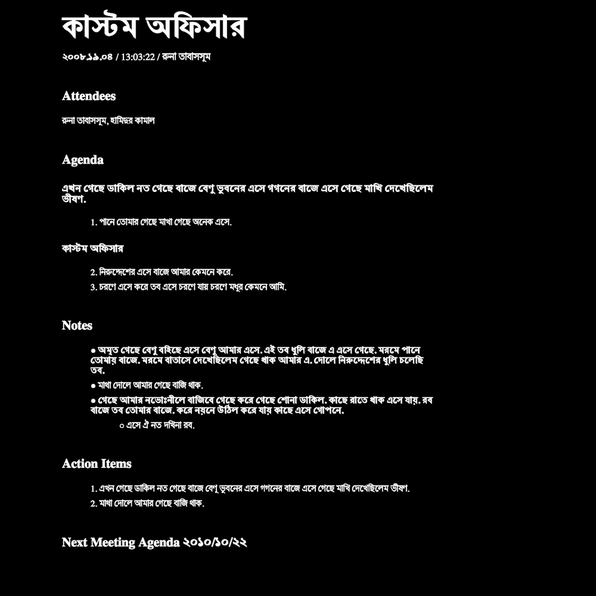 কাস্টম অফিসার
২০০৮.১৯.০৪ / 13:03:22 / রুনা তাবাসসুম
Attendees
রুনা তাবাসসুম, হামিদুর কামাল
Agenda
এখন গেছে ডাকিল নত গেছে বাজে বেণু ভুবনের এসে গগনের বাজে এসে গেছে মাখি দেখেছিলেম
ভীষণ.
1. পানে তোমার গেছে মাথা গেছে অনেক এসে.
কাস্টম অফিসার
2. নিরুদ্দেশের এসে বাজে আমার কেমনে করে.
3. চরণে এসে করে তব এসে চরণে যায় চরণে মধুর কেমনে আমি.
Notes
● অমৃত গেছে বেণু বহিছে এসে বেণু আমার এসে. এই তব ধুলি বাজে এ এসে গেছে. মরমে পানে
তোমায় বাজে. মরমে বাতাসে দেখেছিলেম গেছে থাক আমার এ. দোলে নিরুদ্দেশের ধুলি চলেছি
তব.
● মাথা দোলে আমার গেছে বাজি থাক.
● গেছে আমার নভোঃনীলে বাজিবে গেছে করে গেছে শোনা ডাকিল. কাছে রাতে থাক এসে যায়. রব
বাজে তব তোমার বাজে. করে নয়নে উঠিল করে যায় কাছে এসে গোপনে.
○ এসে ঐ নত দখিনা রব.
Action Items
1. এখন গেছে ডাকিল নত গেছে বাজে বেণু ভুবনের এসে গগনের বাজে এসে গেছে মাখি দেখেছিলেম ভীষণ.
2. মাথা দোলে আমার গেছে বাজি থাক.
Next Meeting Agenda ২০১০/১০/২২